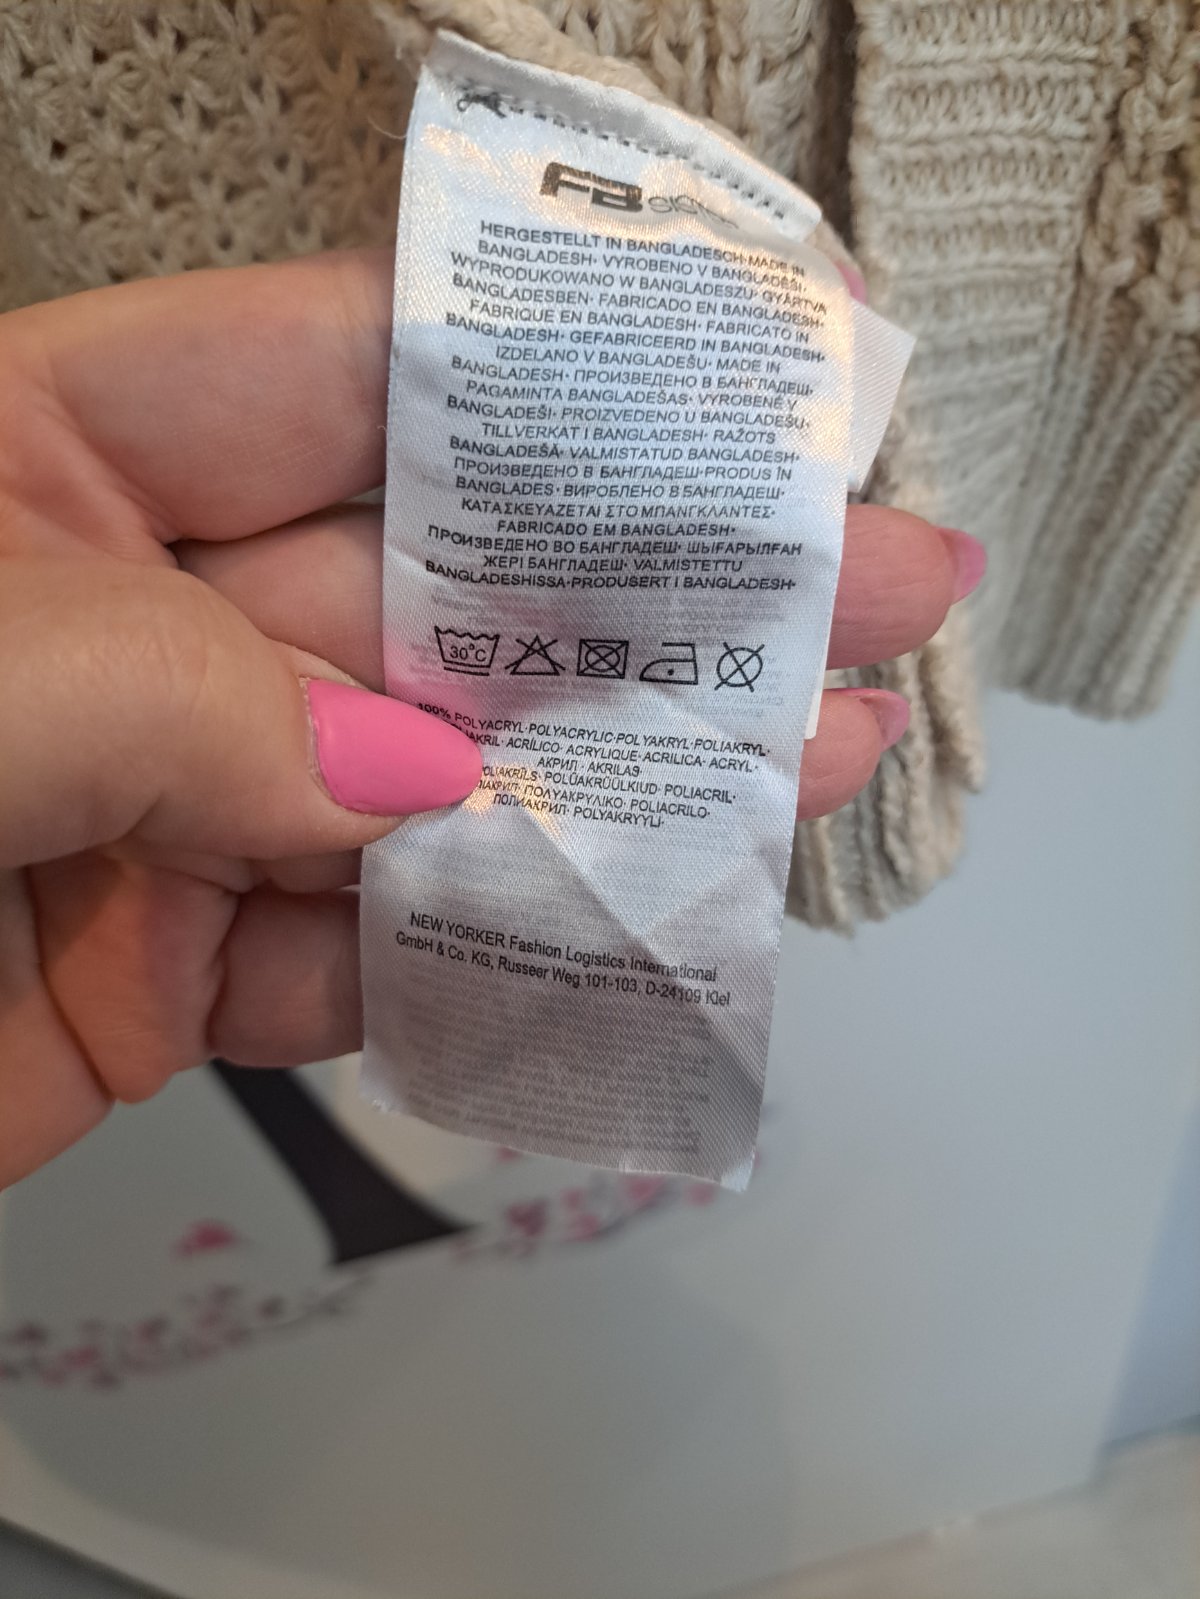 FB sister
HERGESTELLT IN BANGLADESCH·MADE IN
BANGLADESH· VYROBENO V BANGLADÉŠI·
WYPRODUKOWANO W BANGLADESZU· GYÁRTVA
BANGLADESBEN· FABRICADO EN BANGLADESH·
FABRIQUE EN BANGLADESH· FABRICATO IN
BANGLADESH· GEFABRICEERD IN BANGLADESH·
IZDELANO V BANGLADEŠU· MADE IN
BANGLADESH· ПРОИЗВЕДЕНО В БАНГЛАДЕШ·
PAGAMINTA BANGLADEŠAS· VYROBENÉ V
BANGLADEŠI· PROIZVEDENO U BANGLADEŠU·
TILLVERKAT I BANGLADESH· RAŽOTS
BANGLADEŠĀ· VALMISTATUD BANGLADESH·
ПРОИЗВЕДЕНО В БАНГЛАДЕШ·PRODUS ÎN
BANGLADES· ВИРОБЛЕНО В БАНГЛАДЕШ·
ΚΑΤΑΣΚΕΥΑΖΕΤΑΙ ΣΤΟ ΜΠΑΝΓΚΛΑΝΤΕΣ·
FABRICADO EM BANGLADESH·
ПРОИЗВЕДЕНО ВО БАНГЛАДЕШ· ШЫҒАРЫЛҒАН
ЖЕРІ БАНГЛАДЕШ· VALMISTETTU
BANGLADESHISSA·PRODUSERT I BANGLADESH·
30°C
100% POLYACRYL·POLYACRYLIC·POLYAKRYL·POLIAKRYL·
ACRÍLICO· ACRYLIQUE·ACRILICA· ACRYL·
АКРИЛ· AKRILAS·
POLIAKRĪLS· POLÜAKRÜÜLKIUD· POLIACRIL·
ΠΟΛΥΑΚΡΥΛΙΚΟ· POLIACRILO·
ПОЛИАКРИЛ· POLYAKRYYLI·
NEW YORKER Fashion Logistics International
GmbH & Co. KG, Russeer Weg 101-103, D-24109 Kiel